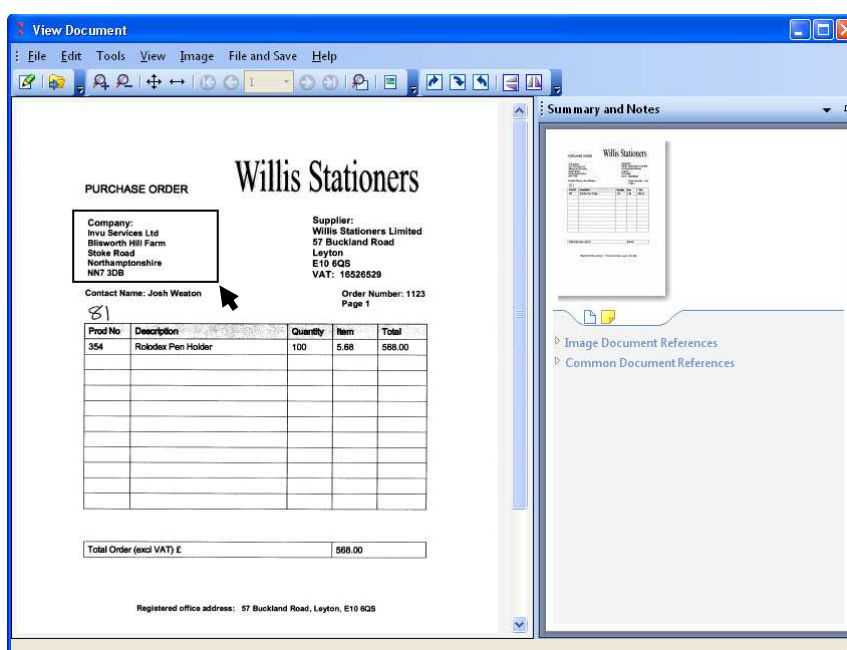 View Document
File Edit Tools View Image File and Save Help
1
Summary and Notes
Willis Stationers
PURCHASE ORDER
Company:
Invu Services Ltd
Blisworth Hill Farm
Stoke Road
Northamptonshire
NN7 3DB
Supplier:
Willis Stationers Limited
57 Buckland Road
Leyton
E10 6QS
VAT: 16526529
Contact Name: Josh Weaton
Order Number: 1123
Page 1
81
Prod No Description Quantity Item Total
354 Rolodex Pen Holder 100 5.68 568.00
Total Order (excl VAT) £ 568.00
Registered office address: 57 Buckland Road, Leyton, E10 6QS
Willis Stationers
Image Document References
Common Document References